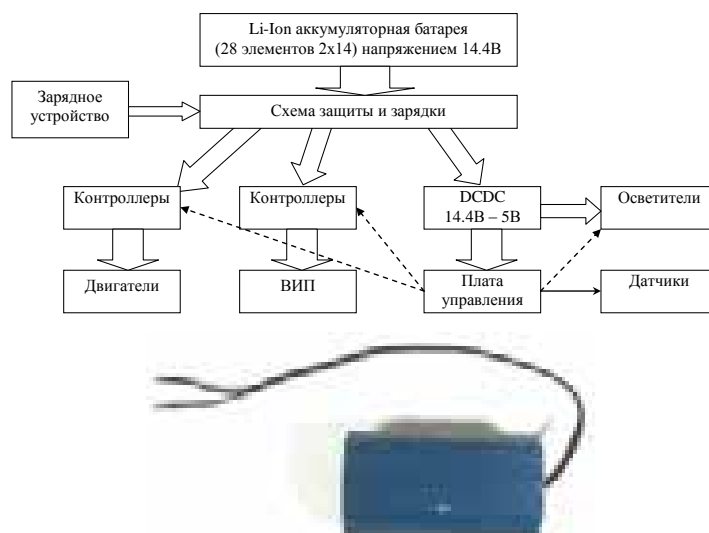 Li-Ion аккумуляторная батарея
(28 элементов 2x14) напряжением 14.4В
Зарядное
устройство
Схема защиты и зарядки
Контроллеры
Контроллеры
DCDC
14.4В – 5В
Осветители
Двигатели
ВИП
Плата
управления
Датчики